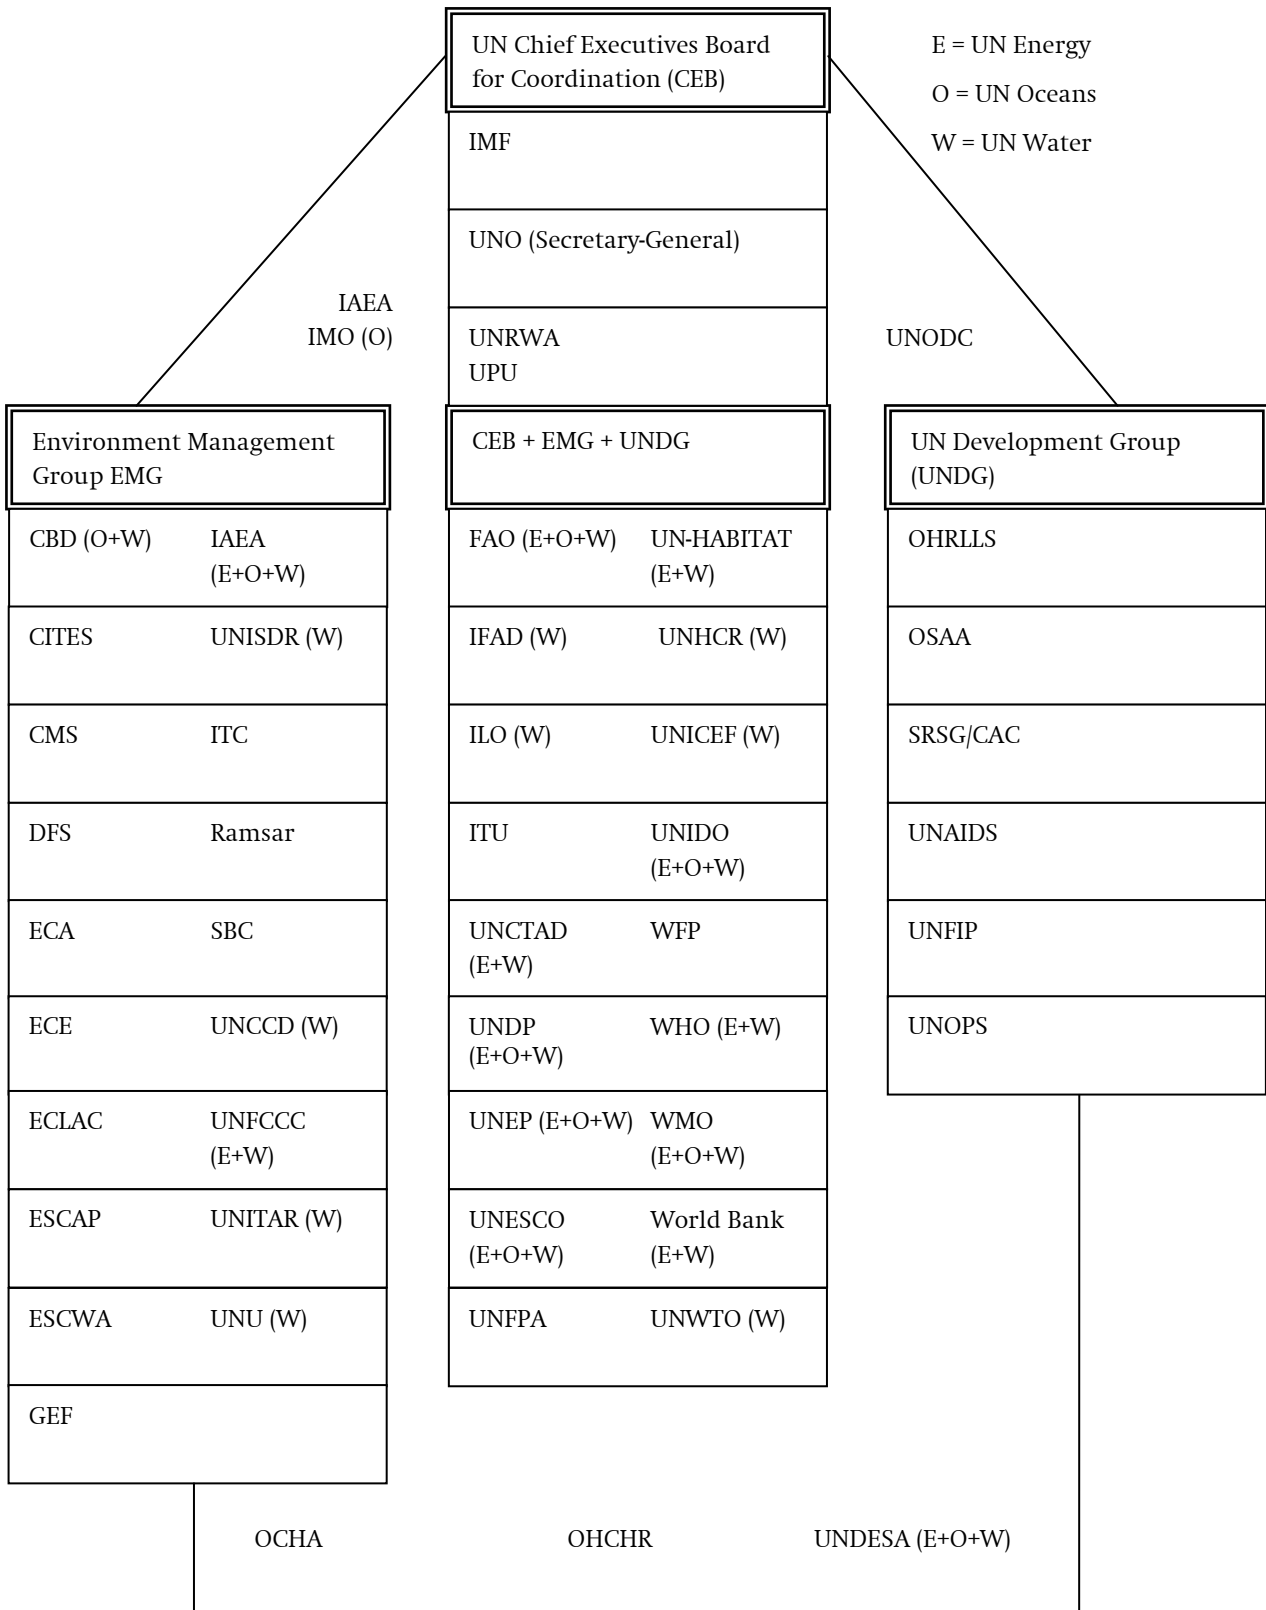 UN Chief Executives Board
for Coordination (CEB)
E = UN Energy
O = UN Oceans
W = UN Water
IMF
UNO (Secretary-General)
IAEA
IMO (O)
UNRWA
UPU
UNODC
Environment Management
Group EMG
CEB + EMG + UNDG
UN Development Group
(UNDG)
CBD (O+W)
IAEA
(E+O+W)
CITES
UNISDR (W)
CMS
ITC
DFS
Ramsar
ECA
SBC
ECE
UNCCD (W)
ECLAC
UNFCCC
(E+W)
ESCAP
UNITAR (W)
ESCWA
UNU (W)
GEF
FAO (E+O+W)
UN-HABITAT
(E+W)
IFAD (W)
UNHCR (W)
ILO (W)
UNICEF (W)
ITU
UNIDO
(E+O+W)
UNCTAD
(E+W)
WFP
UNDP
(E+O+W)
WHO (E+W)
UNEP (E+O+W)
WMO
(E+O+W)
UNESCO
(E+O+W)
World Bank
(E+W)
UNFPA
UNWTO (W)
OHRLLS
OSAA
SRSG/CAC
UNAIDS
UNFIP
UNOPS
OCHA
OHCHR
UNDESA (E+O+W)